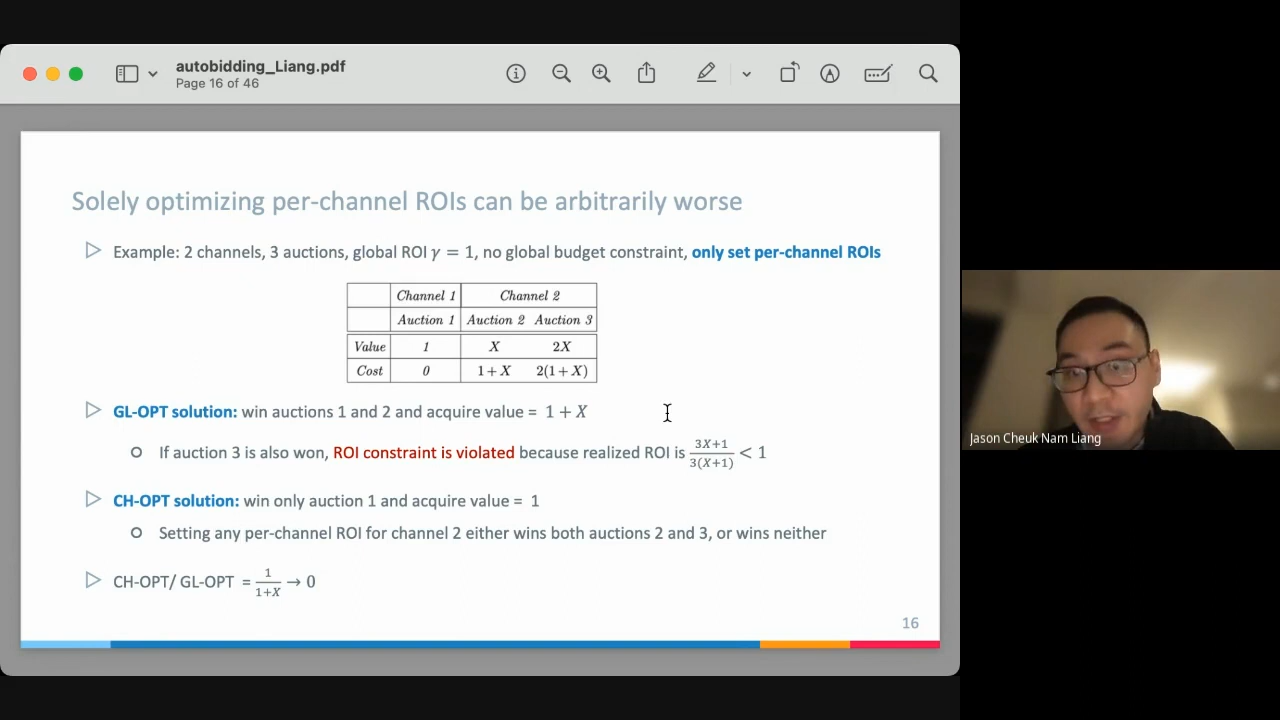 autobidding_Liang.pdf
Page 16 of 46
Solely optimizing per-channel ROIs can be arbitrarily worse
Example: 2 channels, 3 auctions, global ROI γ = 1, no global budget constraint, only set per-channel ROIs
Channel 1 Channel 2
Auction 1 Auction 2 Auction 3
Value 1 X 2X
Cost 0 1 + X 2(1 + X)
GL-OPT solution: win auctions 1 and 2 and acquire value = 1 + X
If auction 3 is also won, ROI constraint is violated because realized ROI is 3X+1/3(X+1) < 1
CH-OPT solution: win only auction 1 and acquire value = 1
Setting any per-channel ROI for channel 2 either wins both auctions 2 and 3, or wins neither
CH-OPT/ GL-OPT = 1/1+X → 0
16
Jason Cheuk Nam Liang